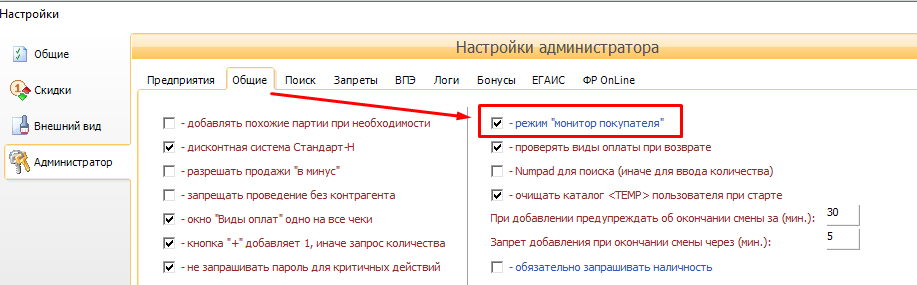 Настройки
Общие
Скидки
Внешний вид
Администратор
Настройки администратора
Предприятия Общие Поиск Запреты ВПЭ Логи Бонусы ЕГАИС ФР OnLine
- добавлять похожие партии при необходимости
- дисконтная система Стандарт-Н
- разрешать продажи "в минус"
- запрещать проведение без контрагента
- окно "Виды оплат" одно на все чеки
- кнопка "+" добавляет 1, иначе запрос количества
- не запрашивать пароль для критичных действий
- режим "монитор покупателя"
- проверять виды оплаты при возврате
- Numpad для поиска (иначе для ввода количества)
- очищать каталог <TEMP> пользователя при старте
При добавлении предупреждать об окончании смены за (мин.): 30
Запрет добавления при окончании смены через (мин.): 5
- обязательно запрашивать наличность